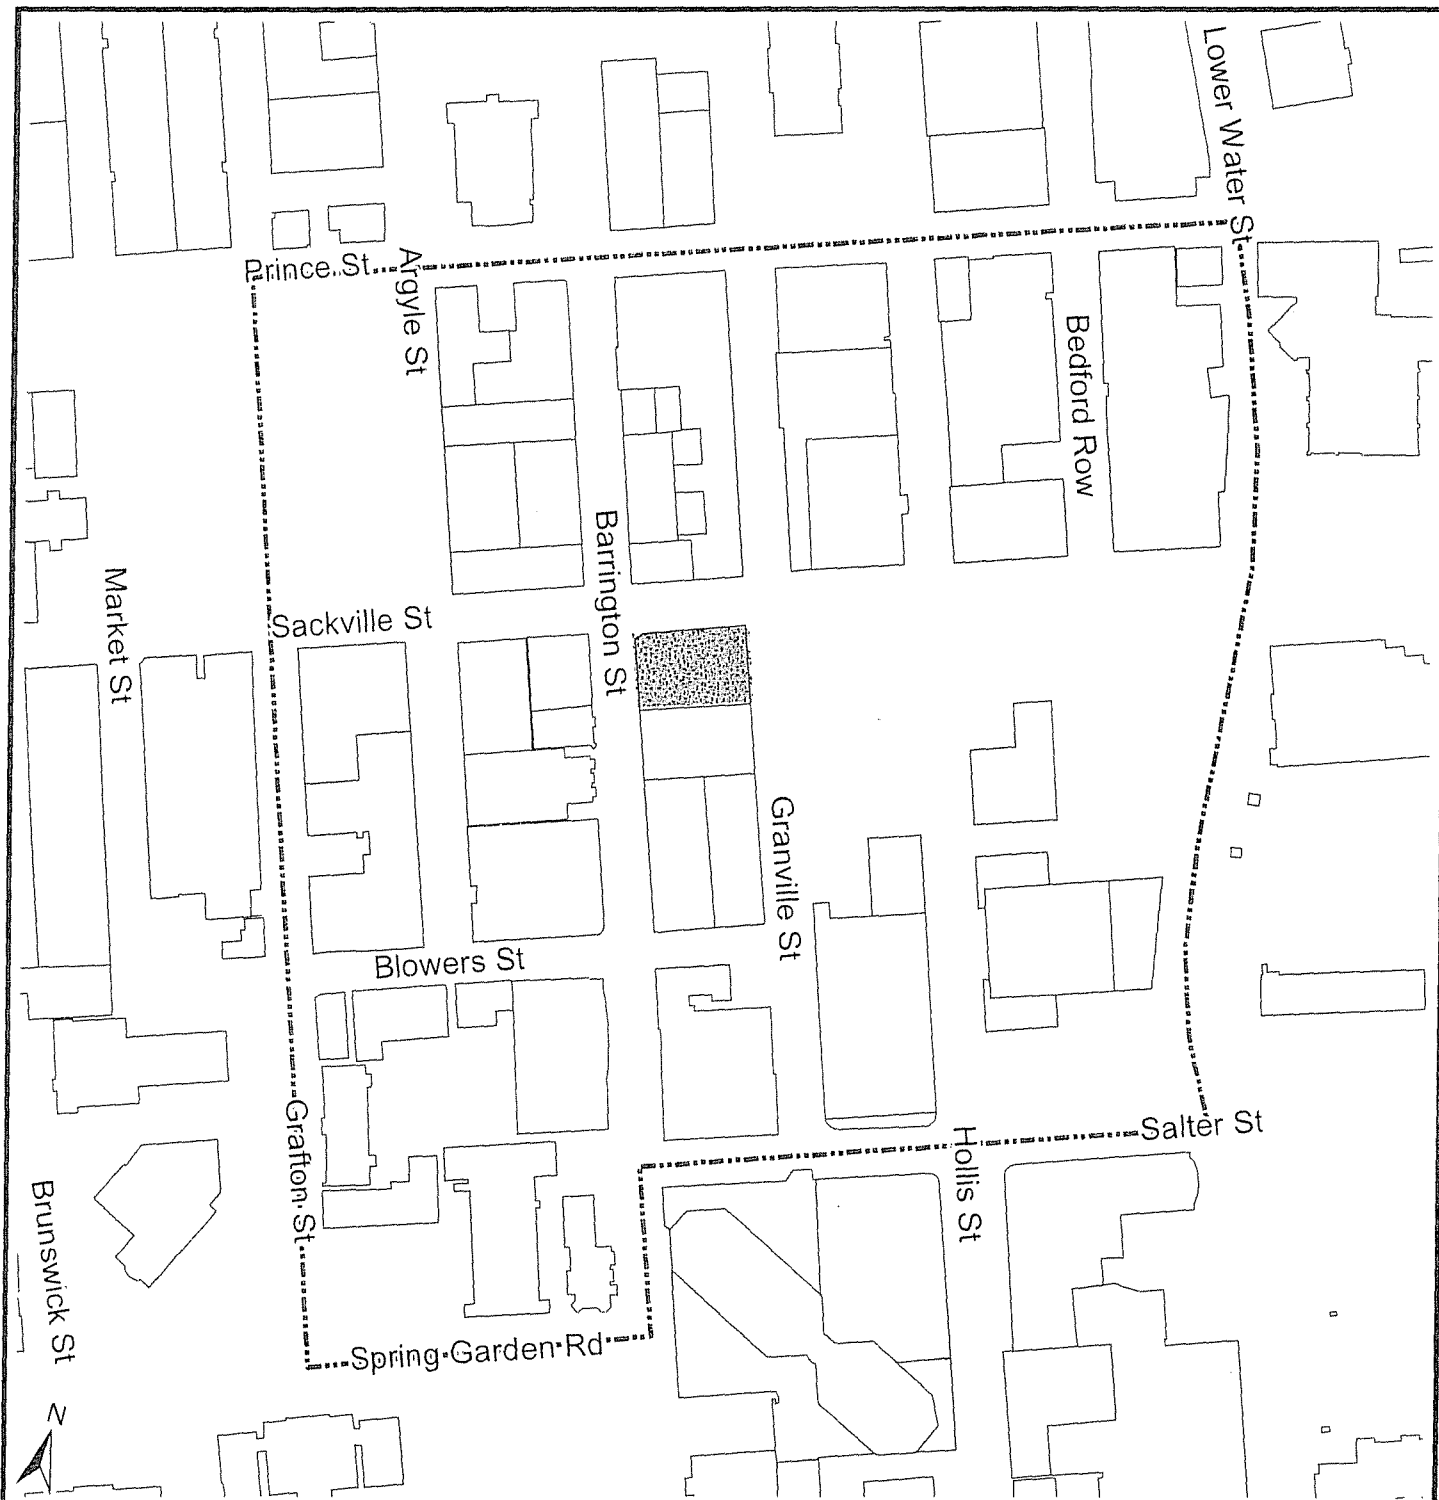 Lower Water St
Prince St
Argyle St
Bedford Row
Barrington St
Market St
Sackville St
Granville St
Blowers St
Grafton St
Salter St
Hollis St
Brunswick St
Spring Garden Rd
N